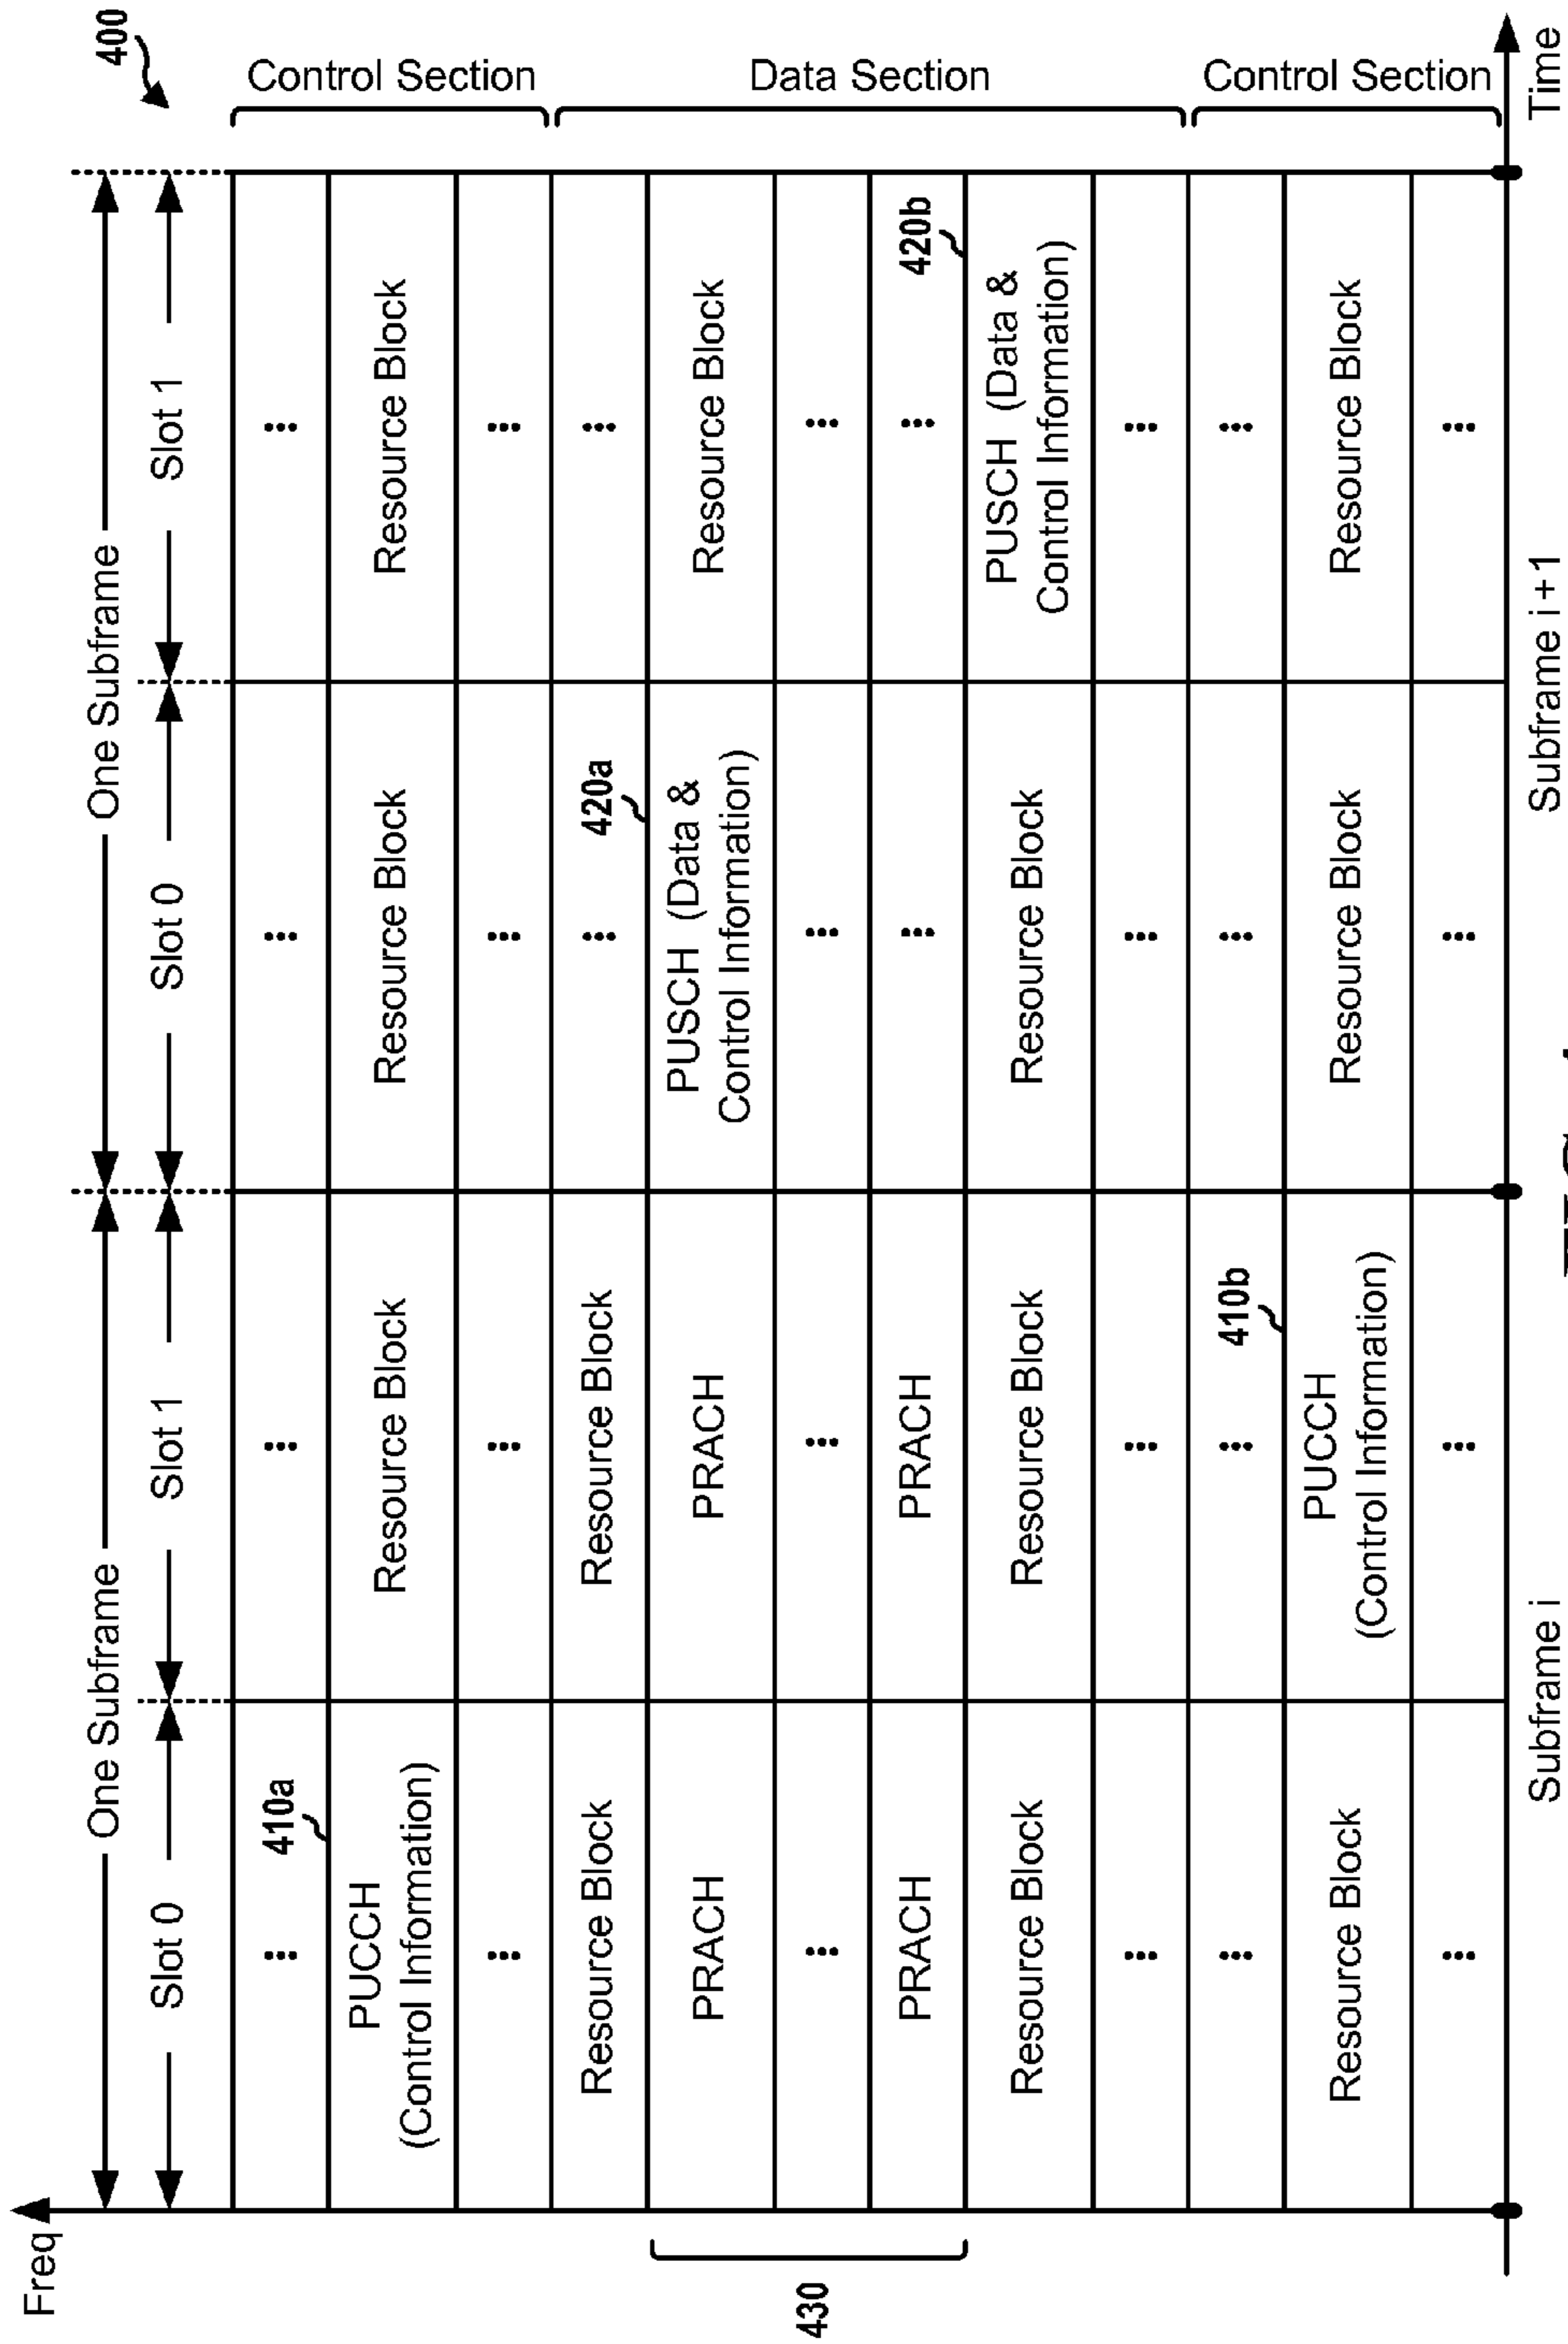 400
One Subframe
One Subframe
Slot 0
Slot 1
Slot 0
Slot 1
Freq
...
...
...
...
410a
PUCCH
(Control Information)
Resource Block
Resource Block
Resource Block
Control Section
...
...
...
...
Resource Block
Resource Block
...
...
420a
430
PRACH
PRACH
PUSCH (Data &
Control Information)
Resource Block
Data Section
...
...
...
...
PRACH
PRACH
...
...
420b
Resource Block
Resource Block
Resource Block
PUSCH (Data &
Control Information)
...
...
...
...
...
...
...
...
410b
Resource Block
PUCCH
(Control Information)
Resource Block
Resource Block
Control Section
...
...
...
...
Time
Subframe i
Subframe i + 1